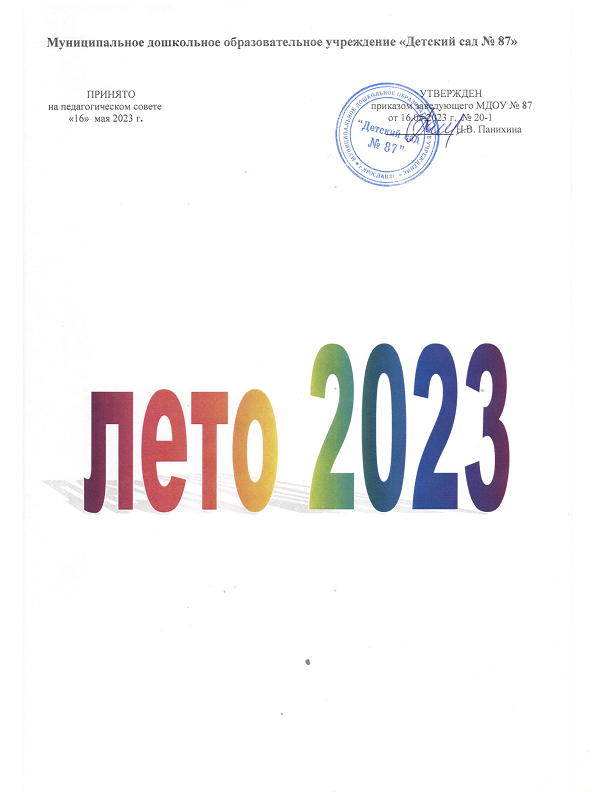 Муниципальное дошкольное образовательное учреждение «Детский сад № 87»
ПРИНЯТО
на педагогическом совете
«16» мая 2023 г.
УТВЕРЖДЕН
приказом заведующего МДОУ № 87
от 16.05.2023 г. № 20-1
Н.В. Панихина
"Детский сад
№ 87"
лето 2023